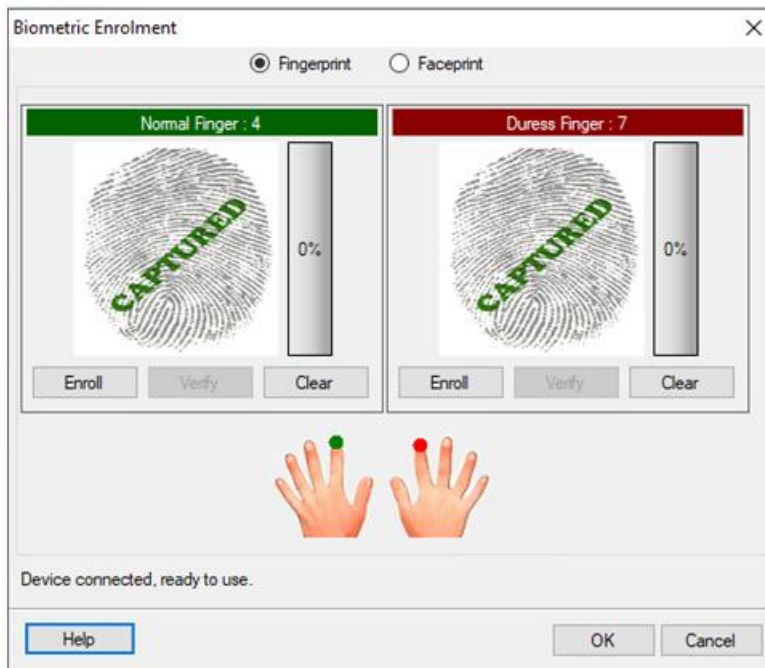 Biometric Enrolment
Fingerprint Faceprint
Normal Finger : 4 Duress Finger : 7
CAPTURED 0% CAPTURED 0%
Enroll Verify Clear Enroll Verify Clear
Device connected, ready to use.
Help OK Cancel